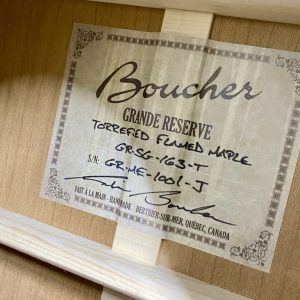 Boucher
GRANDE RESERVE
TORREFIED FLAMED MAPLE
GR-SG-163-T
S/N: GR-ME-1001-J
FAIT À LA MAIN - HANDMADE - BERTHIER-SUR-MER, QUÉBEC, CANADA